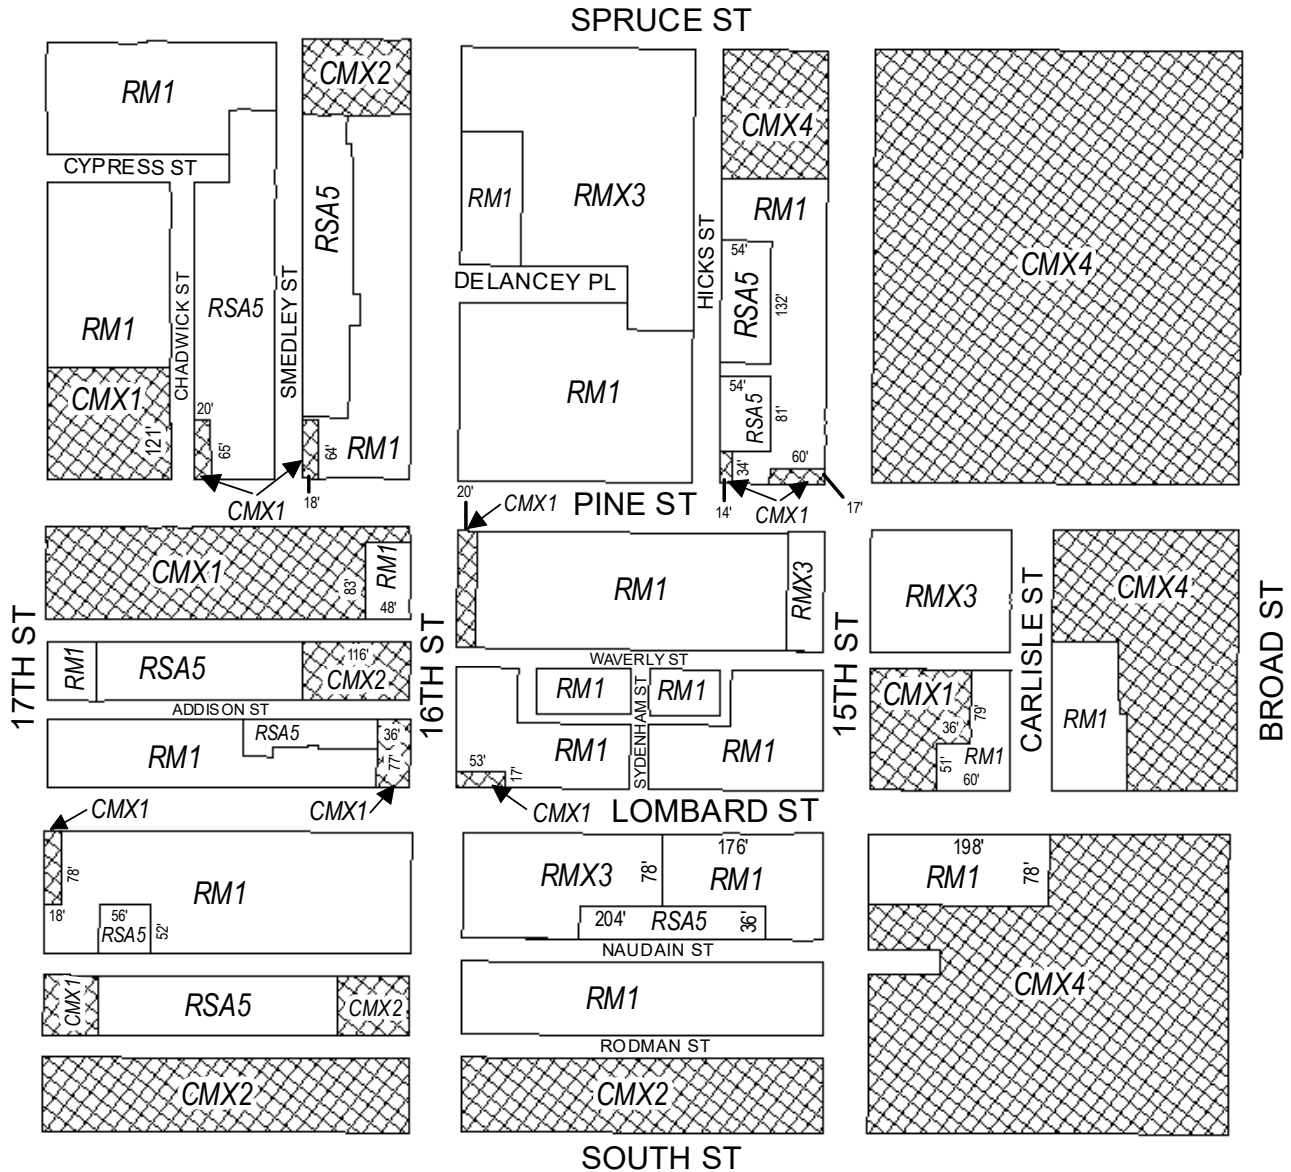 SPRUCE ST
RM1
CMX2
CMX4
CYPRESS ST
RSA5
RM1
RMX3
RM1
HICKS ST
CMX4
CHADWICK ST
RSA5
SMEDLEY ST
DELANCEY PL
54'
RSA5
132'
RM1
CMX1
121'
20'
65'
64'
RM1
18'
CMX1
RM1
54'
RSA5
81'
34'
60'
14'
CMX1
17'
20'
CMX1
PINE ST
CMX1
83'
RM1
48'
RM1
RMX3
RMX3
CMX4
17TH ST
16TH ST
15TH ST
CARLISLE ST
BROAD ST
RM1
RSA5
116'
CMX2
WAVERLY ST
RM1
SYDENHAM ST
RM1
CMX1
36'
79'
RM1
51'
60'
RM1
ADDISON ST
RM1
RSA5
36'
77'
RM1
RM1
53'
17'
CMX1
CMX1
CMX1
LOMBARD ST
78'
18'
RM1
56'
RSA5
52'
RMX3
78'
176'
RM1
204'
RSA5
36'
198'
RM1
78'
NAUDAIN ST
CMX1
RSA5
CMX2
RM1
CMX4
RODMAN ST
CMX2
CMX2
SOUTH ST